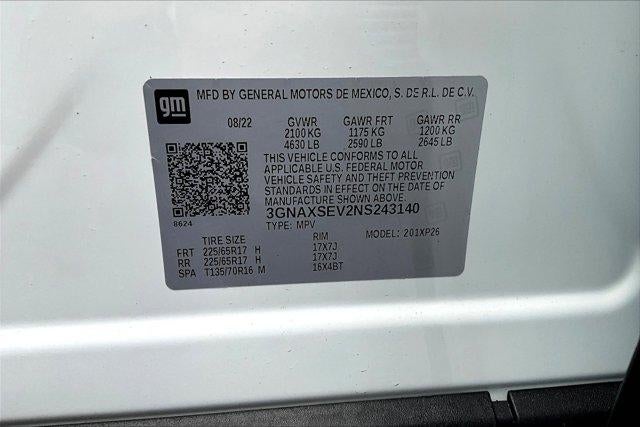 gm
MFD BY GENERAL MOTORS DE MEXICO, S. DE R.L. DE C.V.
08/22 GVWR GAWR FRT GAWR RR
2100 KG 1175 KG 1200 KG
4630 LB 2590 LB 2645 LB
THIS VEHICLE CONFORMS TO ALL
APPLICABLE U.S. FEDERAL MOTOR
VEHICLE SAFETY AND THEFT PREVENTION
STANDARDS IN EFFECT ON THE DATE OF
MANUFACTURE SHOWN ABOVE.
8624
3GNAXSEV2NS243140
TYPE: MPV MODEL: 201XP26
TIRE SIZE RIM
FRT 225/65R17 H 17X7J
RR 225/65R17 H 17X7J
SPA T135/70R16 M 16X4BT